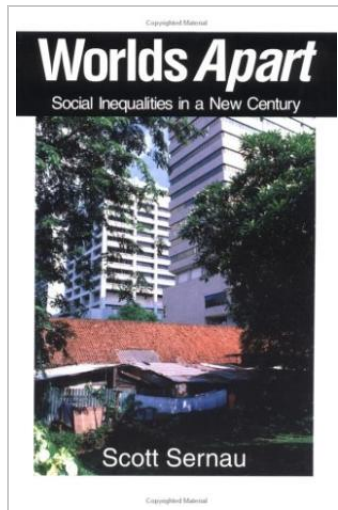 Copyrighted Material
Worlds Apart
Social Inequalities in a New Century
Scott Sernau
Copyrighted Material